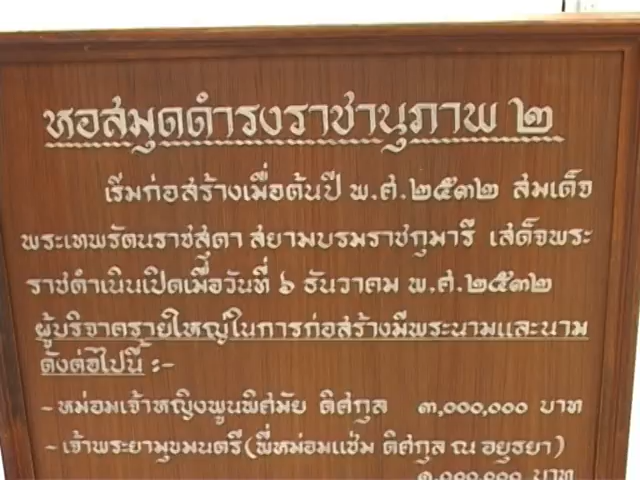 หอสมุดดำรงราชานุภาพ ๒
เริ่มก่อสร้างเมื่อต้นปี พ.ศ.๒๕๓๒ สมเด็จ
พระเทพรัตนราชสุดา สยามบรมราชกุมารี เสด็จพระ
ราชดำเนินเปิดเมื่อวันที่ ๖ ธันวาคม พ.ศ.๒๕๓๒
ผู้บริจาครายใหญ่ในการก่อสร้างมีพระนามและนาม
ดังต่อไปนี้ :-
- หม่อมเจ้าหญิงพูนพิศมัย ดิศกุล ๓,๐๐๐,๐๐๐ บาท
- เจ้าพระยามุขมนตรี (พี่หม่อมแช่ม ดิศกุล ณ อยุธยา)
๑,๐๐๐,๐๐๐ บาท